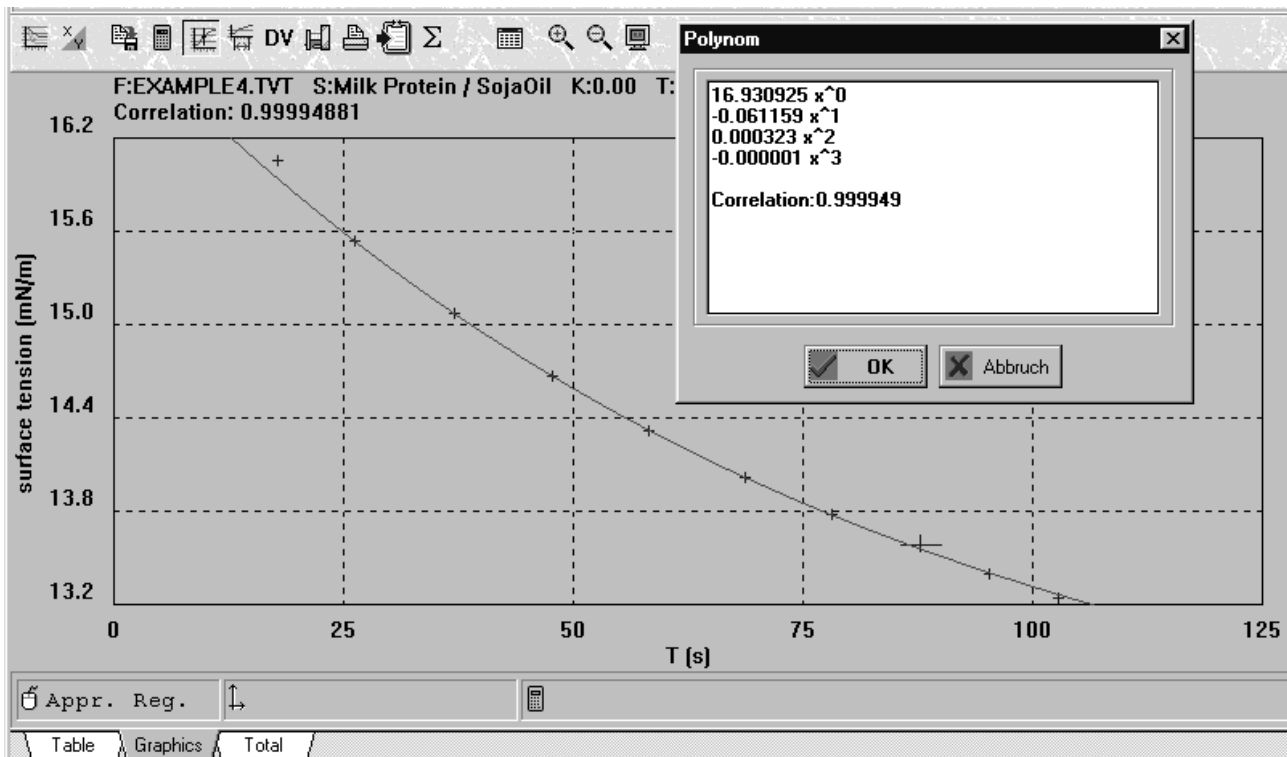 DV Σ
Polynom
F:EXAMPLE4.TVT S:Milk Protein / SojaOil K:0.00 T:
Correlation: 0.99994881
16.930925 x^0
-0.061159 x^1
0.000323 x^2
-0.000001 x^3
Correlation:0.999949
OK
Abbruch
surface tension (mN/m)
16.2
15.6
15.0
14.4
13.8
13.2
0 25 50 75 100 125
T (s)
Appr. Reg.
Table Graphics Total